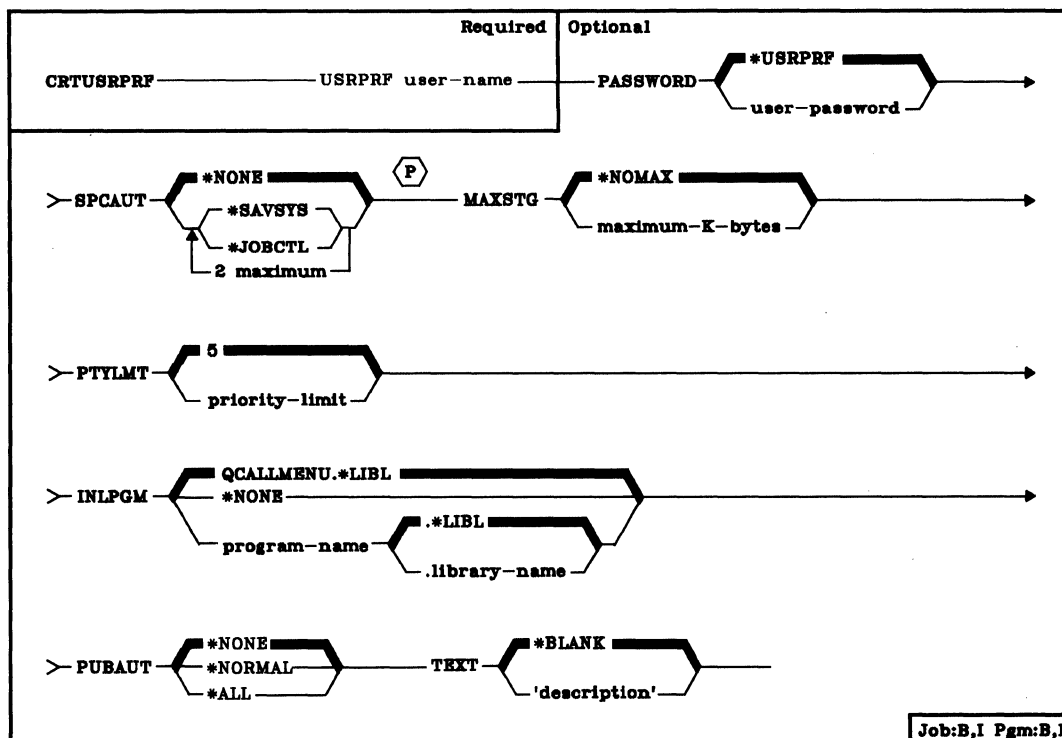 Required Optional
CRTUSRPRF USRPRF user-name PASSWORD *USRPRF
user-password
SPCAUT *NONE P MAXSTG *NOMAX
*SAVSYS maximum-K-bytes
*JOBCTL
2 maximum
PTYLMT 5
priority-limit
INLPGM QCALLMENU.*LIBL
*NONE
program-name .*LIBL
.library-name
PUBAUT *NONE TEXT *BLANK
*NORMAL 'description'
*ALL
Job:B,I Pgm:B,I